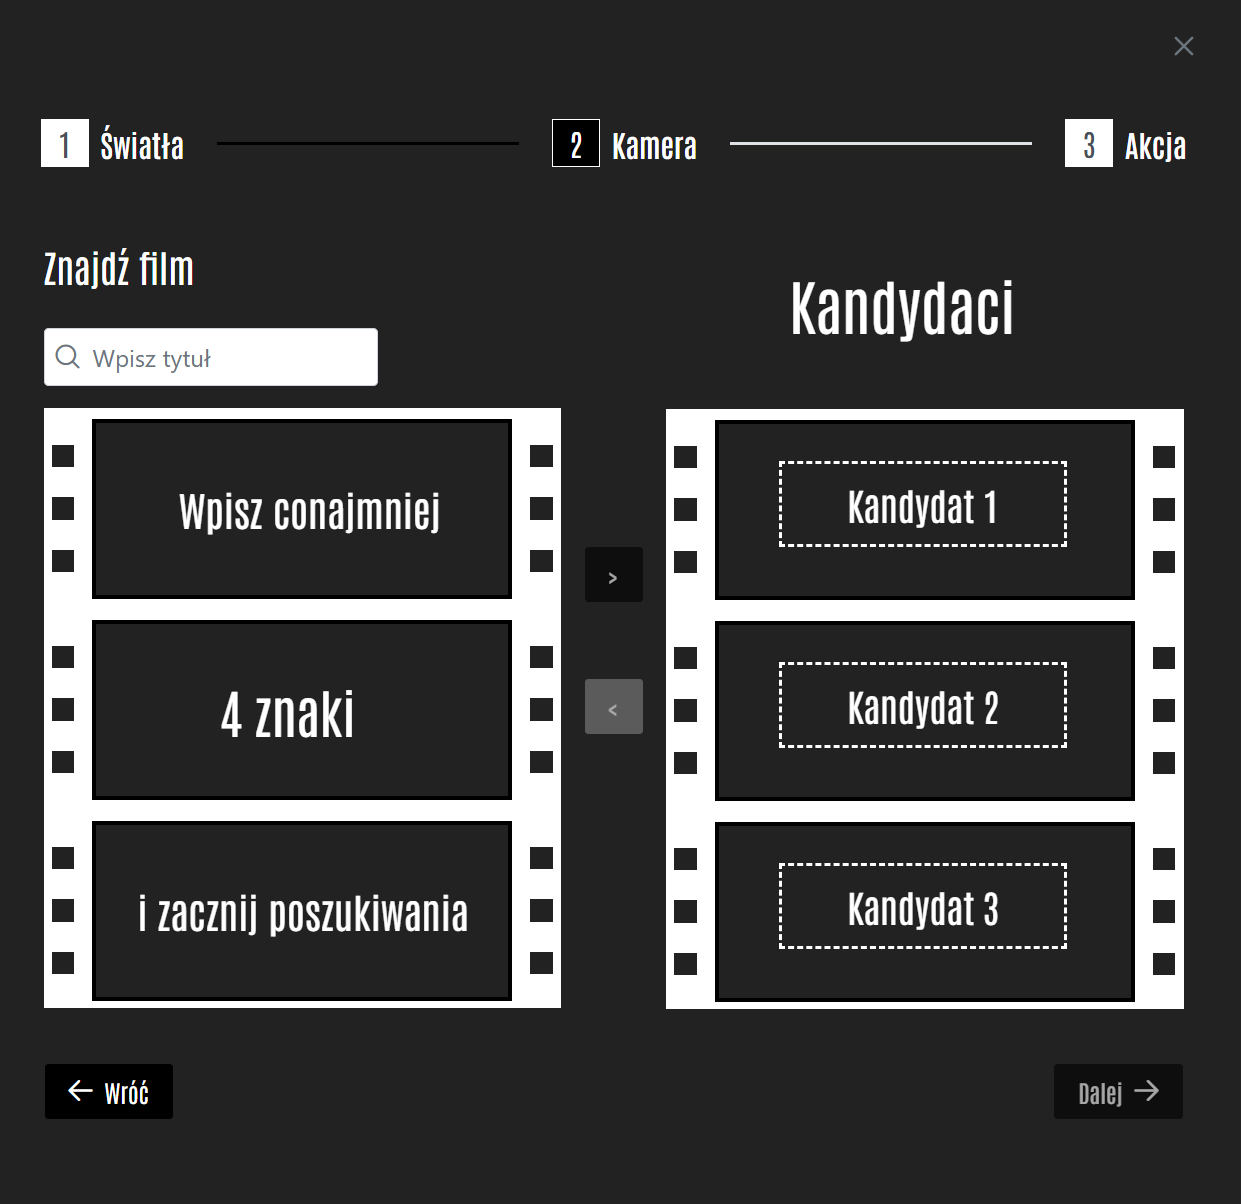 1 Światła
2 Kamera
3 Akcja
Znajdź film
Wpisz tytuł
Wpisz conajmniej
4 znaki
i zacznij poszukiwania
>
<
Kandydaci
Kandydat 1
Kandydat 2
Kandydat 3
← Wróć
Dalej →